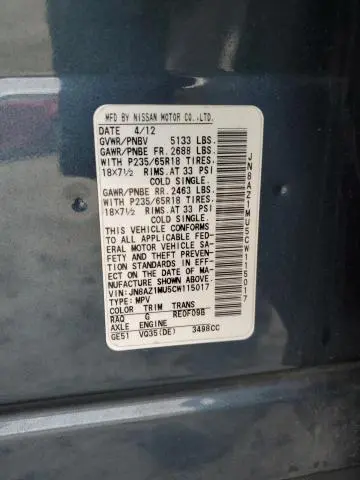 MFD BY NISSAN MOTOR CO.,LTD.
DATE 4/12
GVWR/PNBV 5133 LBS.
GAWR/PNBE FR. 2688 LBS.
WITH P235/65R18 TIRES,
18×7½ RIMS,AT 33 PSI
COLD SINGLE.
GAWR/PNBE RR. 2463 LBS.
WITH P235/65R18 TIRES,
18×7½ RIMS,AT 33 PSI
COLD SINGLE.
THIS VEHICLE CONFORMS
TO ALL APPLICABLE FED-
ERAL MOTOR VEHICLE SA-
FETY AND THEFT PREVEN-
TION STANDARDS IN EFF-
ECT ON THE DATE OF MA-
NUFACTURE SHOWN ABOVE.
VIN:JN8AZ1MU5CW115017
TYPE: MPV
COLOR TRIM TRANS
RAQ G RE0F09B
AXLE ENGINE
GE51 VQ35(DE) 3498CC
JN8AZ1MU5CW115017